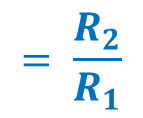 = R₂
R₁